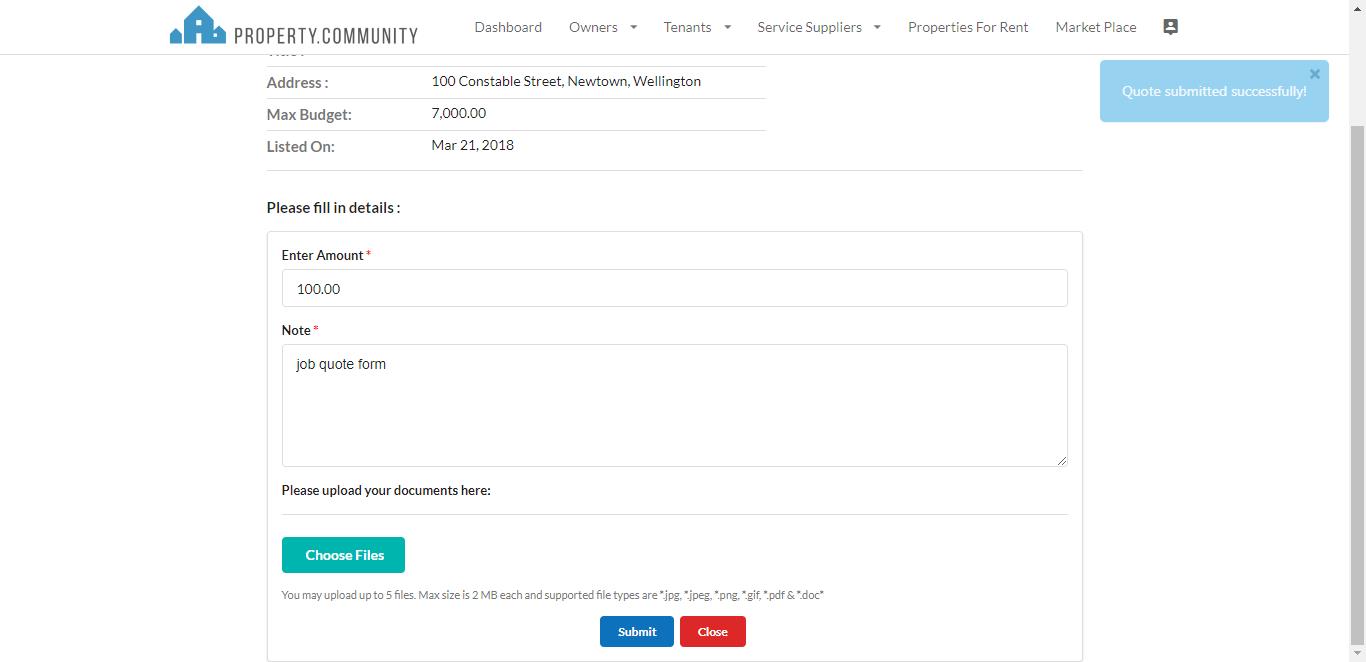 PROPERTY.COMMUNITY
Dashboard Owners Tenants Service Suppliers Properties For Rent Market Place
Quote submitted successfully!
Address : 100 Constable Street, Newtown, Wellington
Max Budget: 7,000.00
Listed On: Mar 21, 2018
Please fill in details :
Enter Amount *
100.00
Note *
job quote form
Please upload your documents here:
Choose Files
You may upload up to 5 files. Max size is 2 MB each and supported file types are *.jpg, *.jpeg, *.png, *.gif, *.pdf & *.doc*
Submit Close